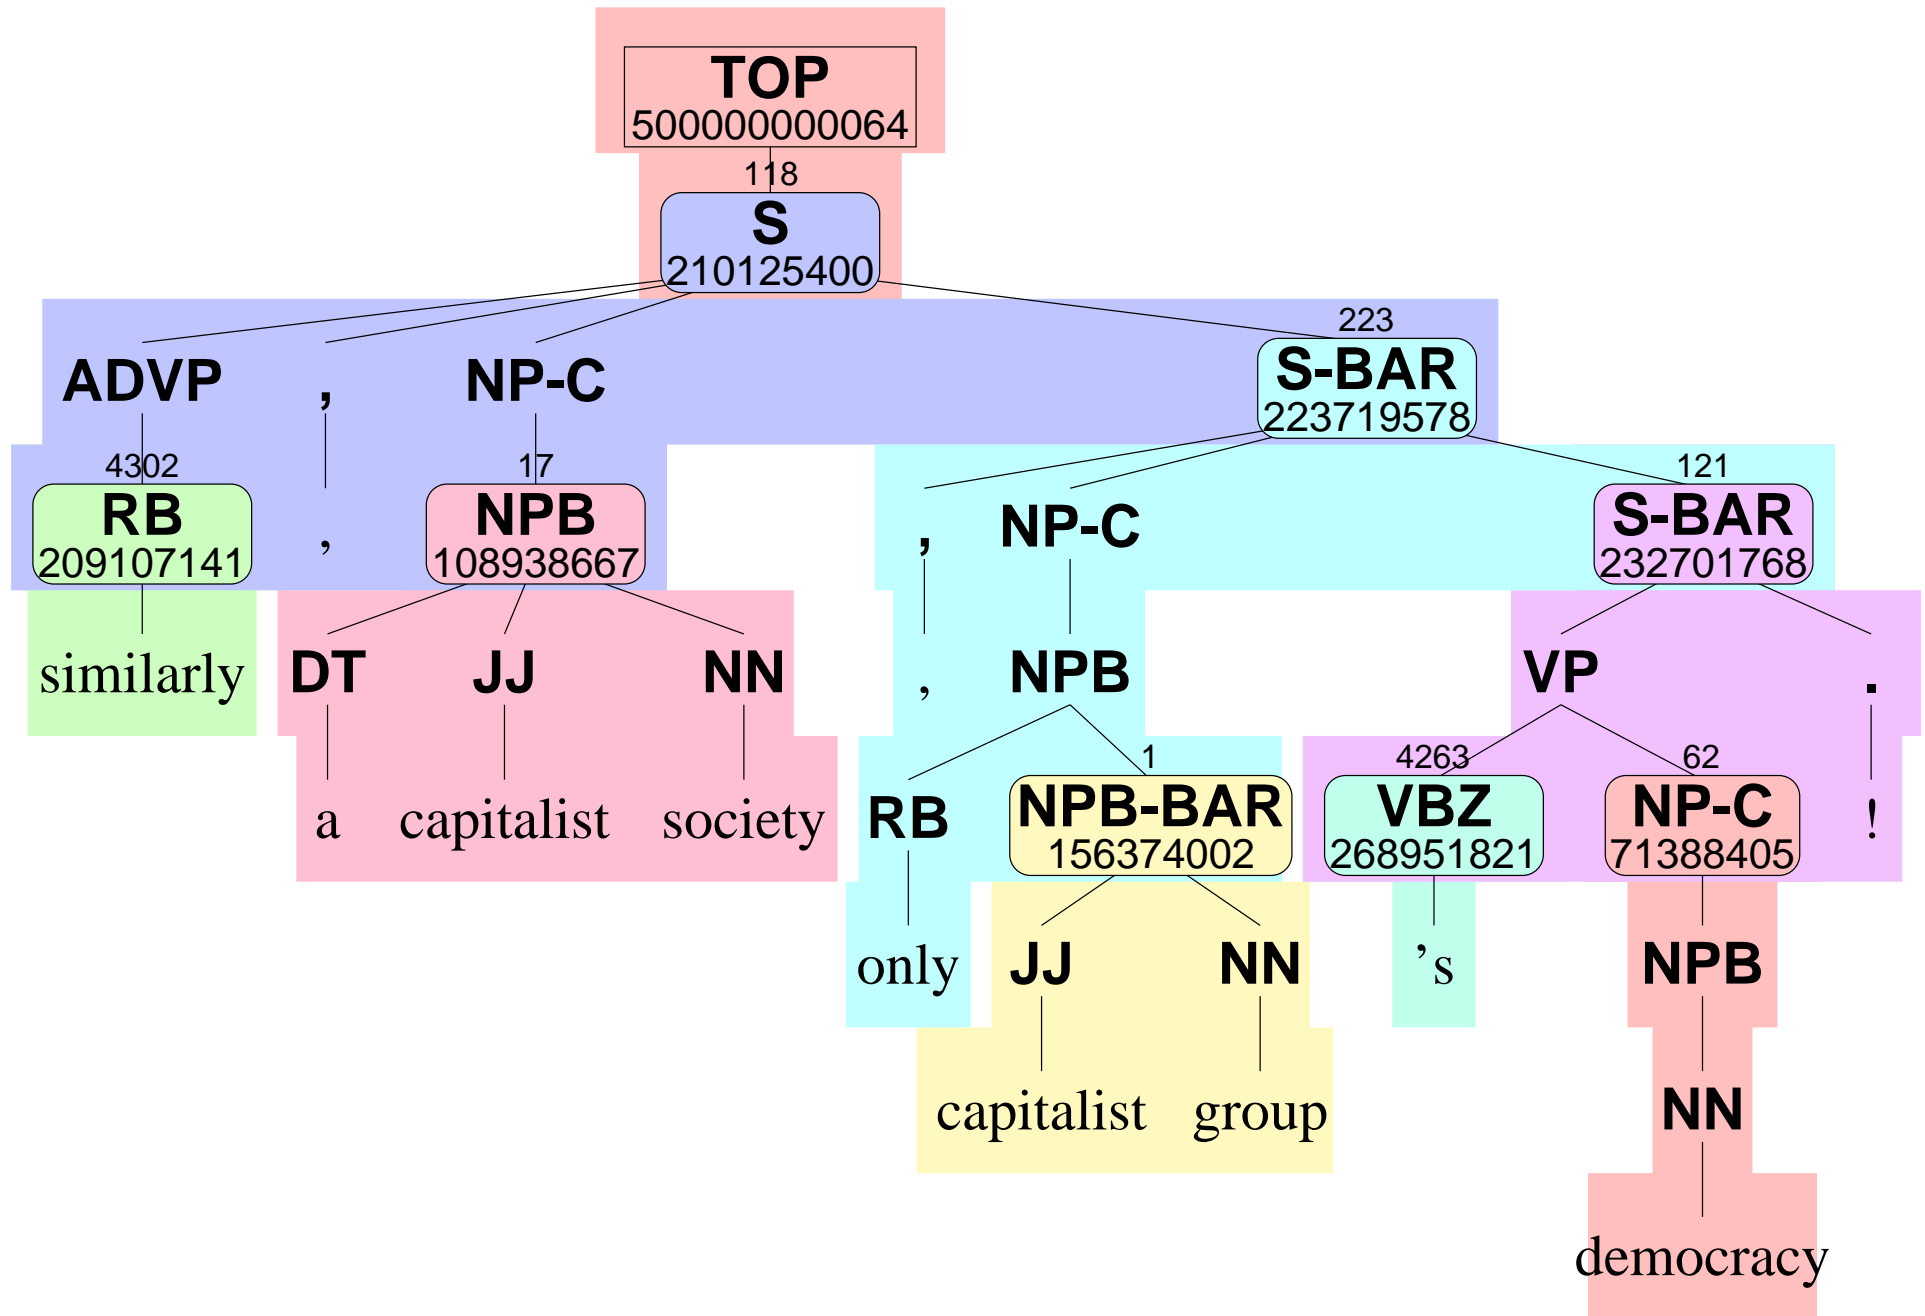 TOP
500000000064
118
S
210125400
223
ADVP , NP-C S-BAR
223719578
4302 17 121
RB , NPB , NP-C S-BAR
209107141 108938667 232701768
similarly DT JJ NN , NPB VP .
1 4263 62
a capitalist society RB NPB-BAR VBZ NP-C !
156374002 268951821 71388405
only JJ NN ’s NPB
capitalist group NN
democracy